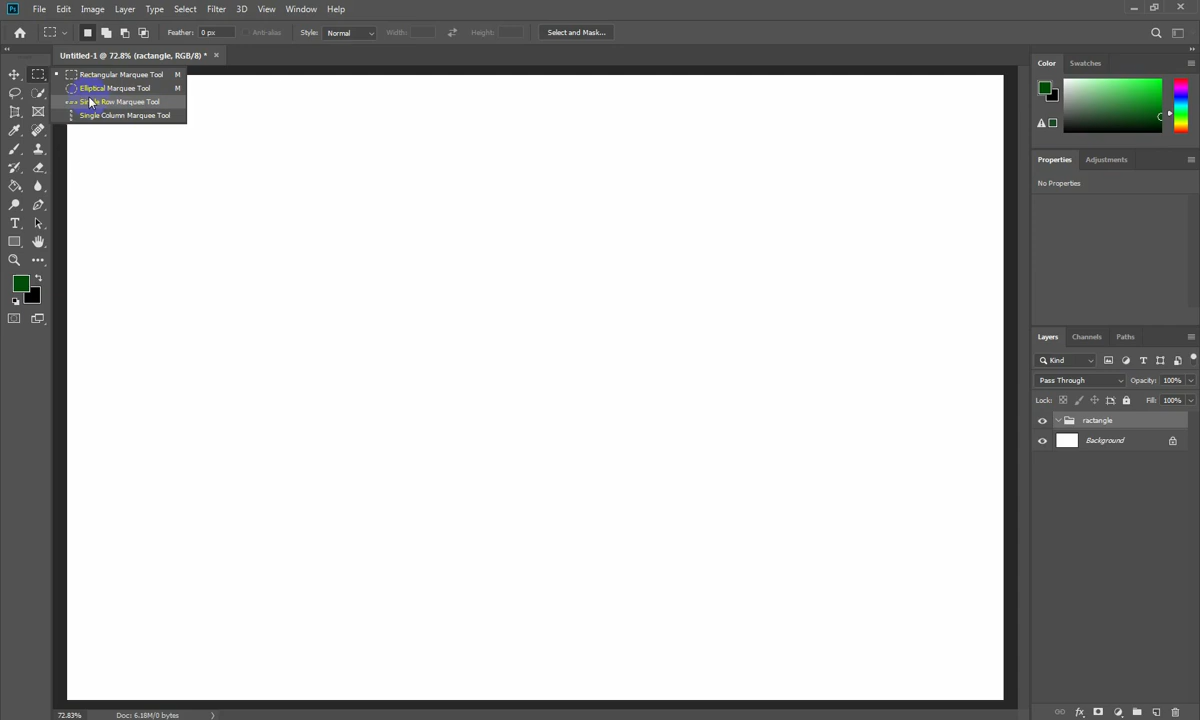 Ps File Edit Image Layer Type Select Filter 3D View Window Help
Feather: 0 px Anti-alias Style: Normal Width: Height: Select and Mask...
Untitled-1 @ 72.8% (ractangle, RGB/8) * ×
Rectangular Marquee Tool M
Elliptical Marquee Tool M
Single Row Marquee Tool
Single Column Marquee Tool
T
Color Swatches
Properties Adjustments
No Properties
Layers Channels Paths
Kind T
Pass Through Opacity: 100%
Lock: Fill: 100%
ractangle
Background
fx
72.83% Doc: 6.18M/0 bytes